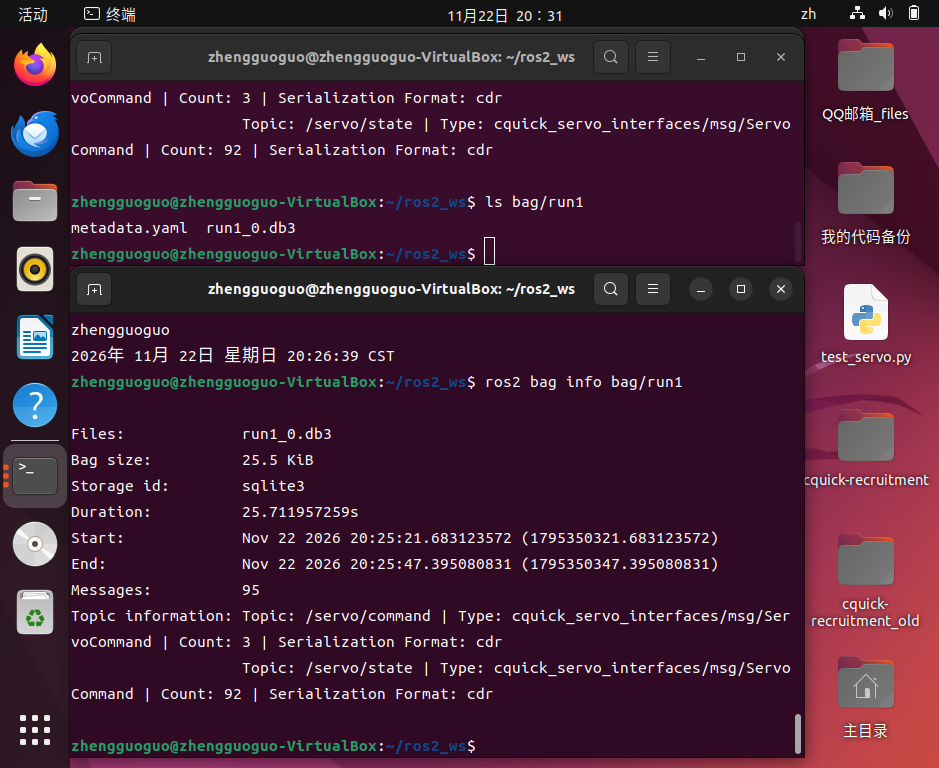 活动
终端
11月22日 20：31
zh
zhengguoguo@zhengguoguo-VirtualBox: ~/ros2_ws
voCommand | Count: 3 | Serialization Format: cdr
Topic: /servo/state | Type: cquick_servo_interfaces/msg/Servo
Command | Count: 92 | Serialization Format: cdr
zhengguoguo@zhengguoguo-VirtualBox:~/ros2_ws$ ls bag/run1
metadata.yaml run1_0.db3
zhengguoguo@zhengguoguo-VirtualBox:~/ros2_ws$
zhengguoguo@zhengguoguo-VirtualBox: ~/ros2_ws
zhengguoguo
2026年 11月 22日 星期日 20:26:39 CST
zhengguoguo@zhengguoguo-VirtualBox:~/ros2_ws$ ros2 bag info bag/run1
Files: run1_0.db3
Bag size: 25.5 KiB
Storage id: sqlite3
Duration: 25.711957259s
Start: Nov 22 2026 20:25:21.683123572 (1795350321.683123572)
End: Nov 22 2026 20:25:47.395080831 (1795350347.395080831)
Messages: 95
Topic information: Topic: /servo/command | Type: cquick_servo_interfaces/msg/Ser
voCommand | Count: 3 | Serialization Format: cdr
Topic: /servo/state | Type: cquick_servo_interfaces/msg/Servo
Command | Count: 92 | Serialization Format: cdr
zhengguoguo@zhengguoguo-VirtualBox:~/ros2_ws$
QQ邮箱_files
我的代码备份
test_servo.py
cquick-recruitment
cquick-
recruitment_old
主目录